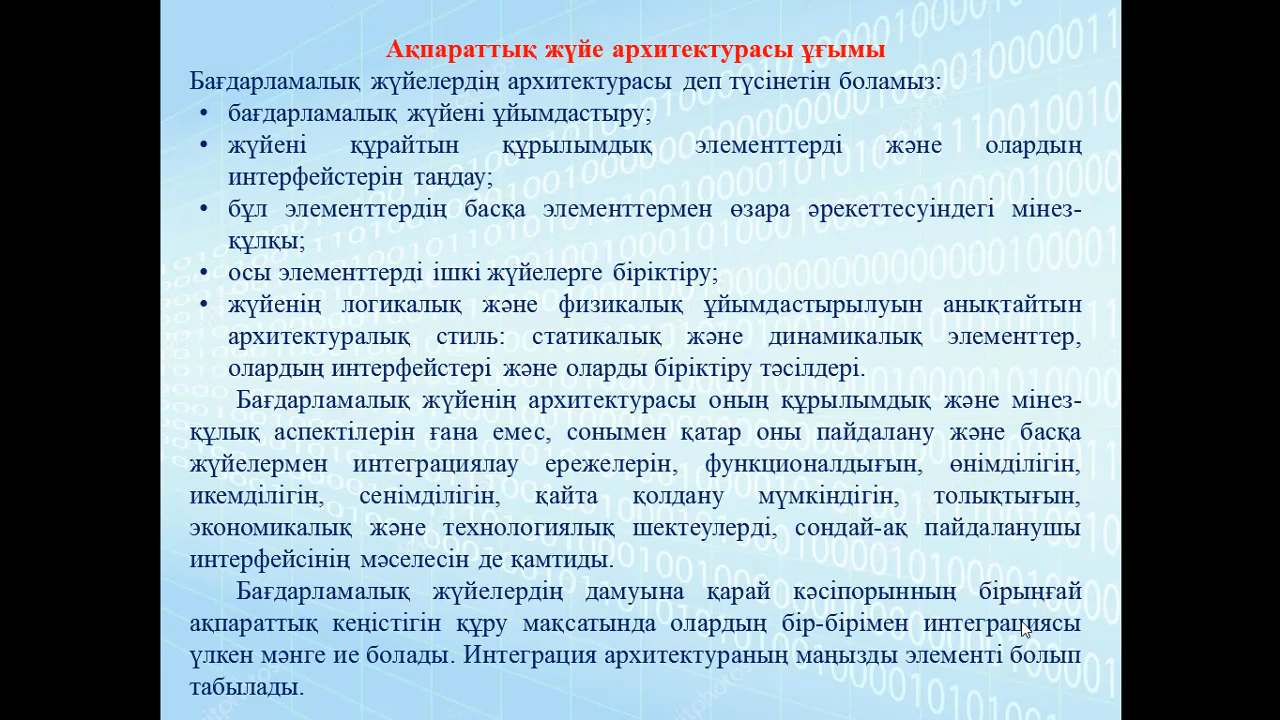 Ақпараттық жүйе архитектурасы ұғымы
Бағдарламалық жүйелердің архитектурасы деп түсінетін боламыз:
• бағдарламалық жүйені ұйымдастыру;
• жүйені құрайтын құрылымдық элементтерді және олардың
интерфейстерін таңдау;
• бұл элементтердің басқа элементтермен өзара әрекеттесуіндегі мінез-
құлқы;
• осы элементтерді ішкі жүйелерге біріктіру;
• жүйенің логикалық және физикалық ұйымдастырылуын анықтайтын
архитектуралық стиль: статикалық және динамикалық элементтер,
олардың интерфейстері және оларды біріктіру тәсілдері.
Бағдарламалық жүйенің архитектурасы оның құрылымдық және мінез-
құлық аспектілерін ғана емес, сонымен қатар оны пайдалану және басқа
жүйелермен интеграциялау ережелерін, функционалдығын, өнімділігін,
икемділігін, сенімділігін, қайта қолдану мүмкіндігін, толықтығын,
экономикалық және технологиялық шектеулерді, сондай-ақ пайдаланушы
интерфейсінің мәселесін де қамтиды.
Бағдарламалық жүйелердің дамуына қарай кәсіпорынның бірыңғай
ақпараттық кеңістігін құру мақсатында олардың бір-бірімен интеграциясы
үлкен мәнге ие болады. Интеграция архитектураның маңызды элементі болып
табылады.